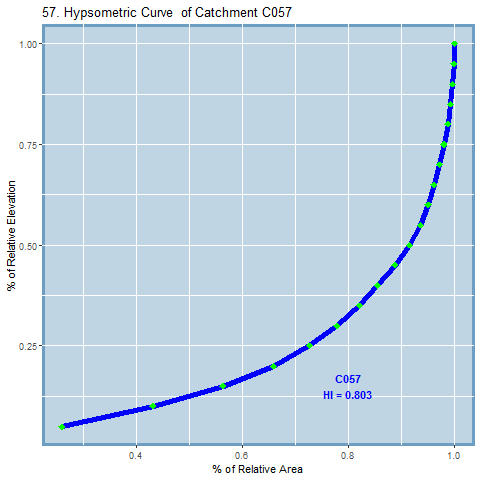 57. Hypsometric Curve  of Catchment C057
% of Relative Elevation
1.00
0.75
0.50
0.25
C057
HI = 0.803
0.4
0.6
0.8
1.0
% of Relative Area